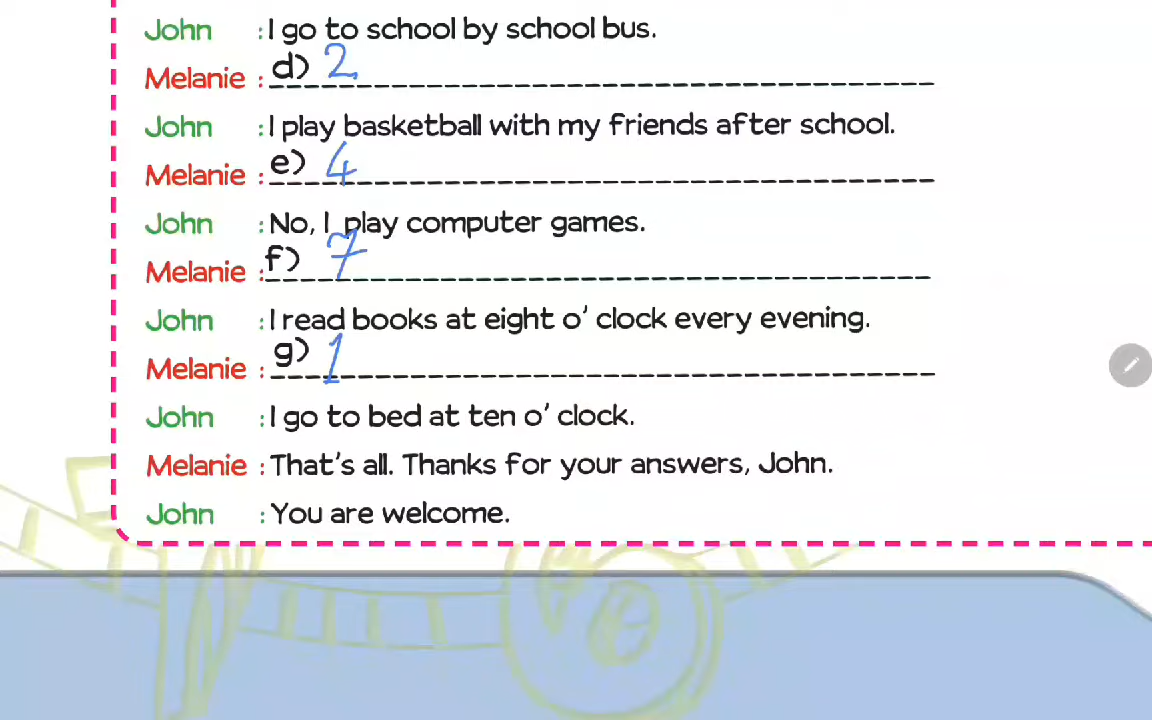 John : I go to school by school bus.
Melanie : d) 2
John : I play basketball with my friends after school.
Melanie : e) 4
John : No, I play computer games.
Melanie : f) 7
John : I read books at eight o' clock every evening.
Melanie : g) 1
John : I go to bed at ten o' clock.
Melanie : That's all. Thanks for your answers, John.
John : You are welcome.